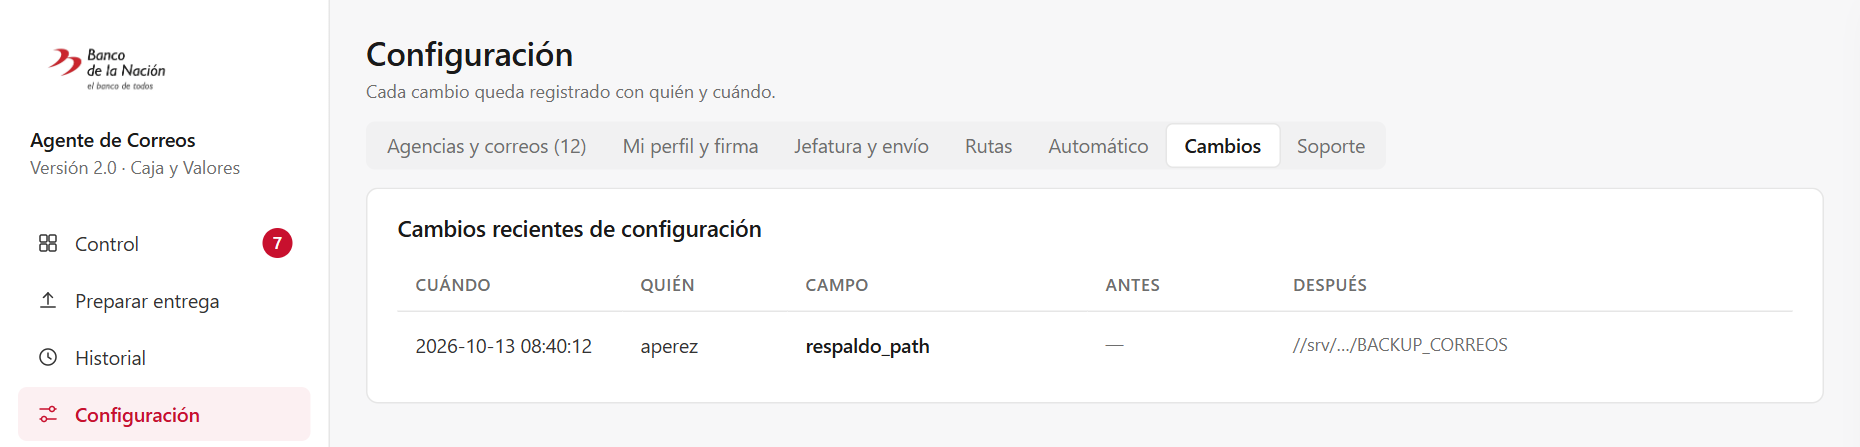 Banco
de la Nación
el banco de todos
Agente de Correos
Versión 2.0 · Caja y Valores
Control 7
Preparar entrega
Historial
Configuración
Configuración
Cada cambio queda registrado con quién y cuándo.
Agencias y correos (12) Mi perfil y firma Jefatura y envío Rutas Automático Cambios Soporte
Cambios recientes de configuración
CUÁNDO QUIÉN CAMPO ANTES DESPUÉS
2026-10-13 08:40:12 aperez respaldo_path — //srv/.../BACKUP_CORREOS